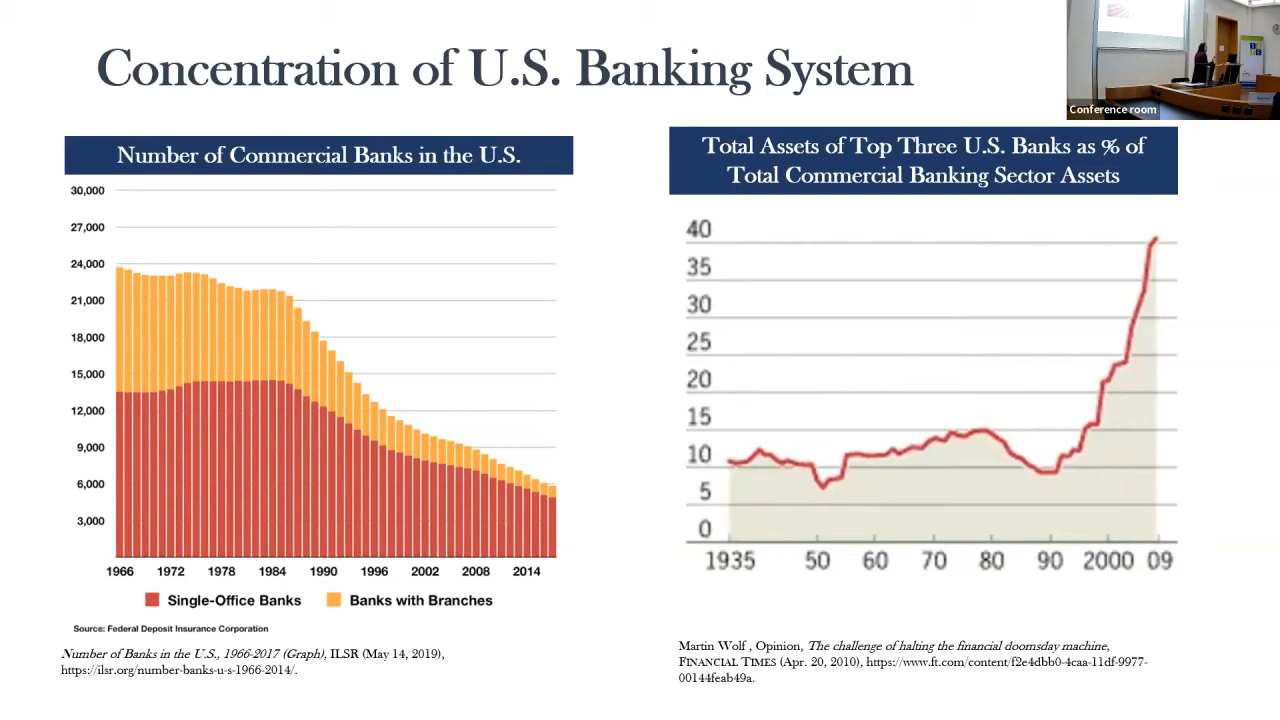 Concentration of U.S. Banking System
Conference room
Number of Commercial Banks in the U.S.
30,000
27,000
24,000
21,000
18,000
15,000
12,000
9,000
6,000
3,000
1966 1972 1978 1984 1990 1996 2002 2008 2014
Single-Office Banks Banks with Branches
Source: Federal Deposit Insurance Corporation
Number of Banks in the U.S., 1966-2017 (Graph), ILSR (May 14, 2019),
https://ilsr.org/number-banks-u-s-1966-2014/.
Total Assets of Top Three U.S. Banks as % of
Total Commercial Banking Sector Assets
40
35
30
25
20
15
10
5
0
1935 50 60 70 80 90 2000 09
Martin Wolf , Opinion, The challenge of halting the financial doomsday machine,
FINANCIAL TIMES (Apr. 20, 2010), https://www.ft.com/content/f2e4dbb0-4caa-11df-9977-
00144feab49a.